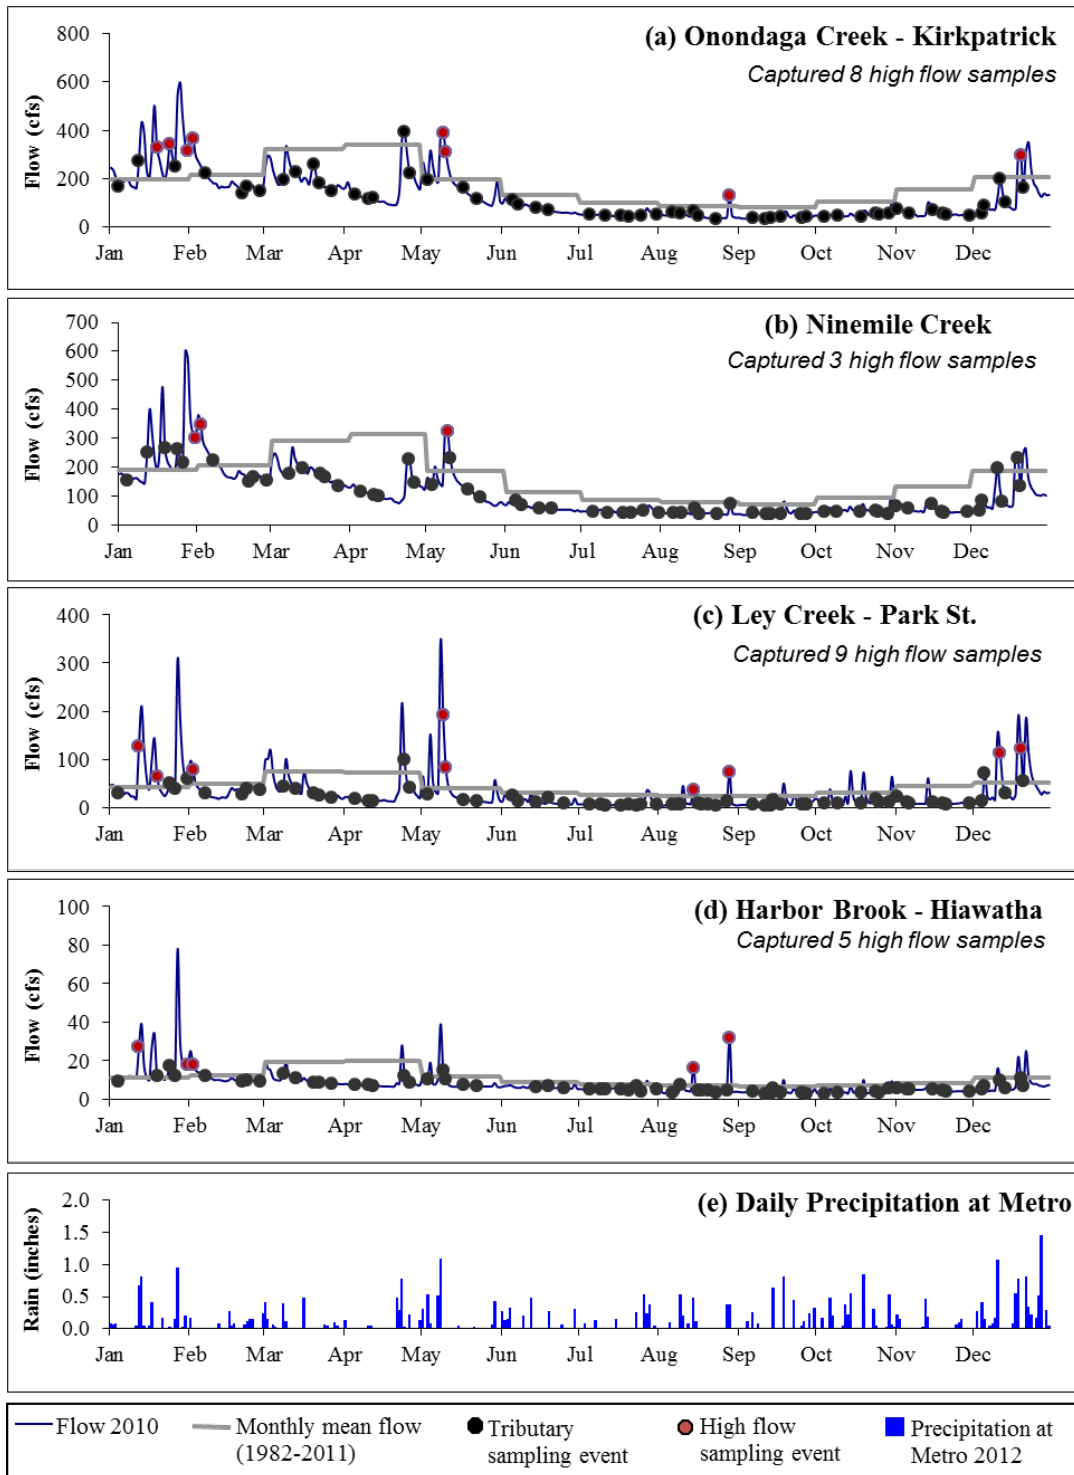 (a) Onondaga Creek - Kirkpatrick
Captured 8 high flow samples
Flow (cfs)
800
600
400
200
0
Jan Feb Mar Apr May Jun Jul Aug Sep Oct Nov Dec
(b) Ninemile Creek
Captured 3 high flow samples
Flow (cfs)
700
600
500
400
300
200
100
0
Jan Feb Mar Apr May Jun Jul Aug Sep Oct Nov Dec
(c) Ley Creek - Park St.
Captured 9 high flow samples
Flow (cfs)
400
300
200
100
0
Jan Feb Mar Apr May Jun Jul Aug Sep Oct Nov Dec
(d) Harbor Brook - Hiawatha
Captured 5 high flow samples
Flow (cfs)
100
80
60
40
20
0
Jan Feb Mar Apr May Jun Jul Aug Sep Oct Nov Dec
(e) Daily Precipitation at Metro
Rain (inches)
2.0
1.5
1.0
0.5
0.0
Jan Feb Mar Apr May Jun Jul Aug Sep Oct Nov Dec
Flow 2010
Monthly mean flow
(1982-2011)
Tributary
sampling event
High flow
sampling event
Precipitation at
Metro 2012